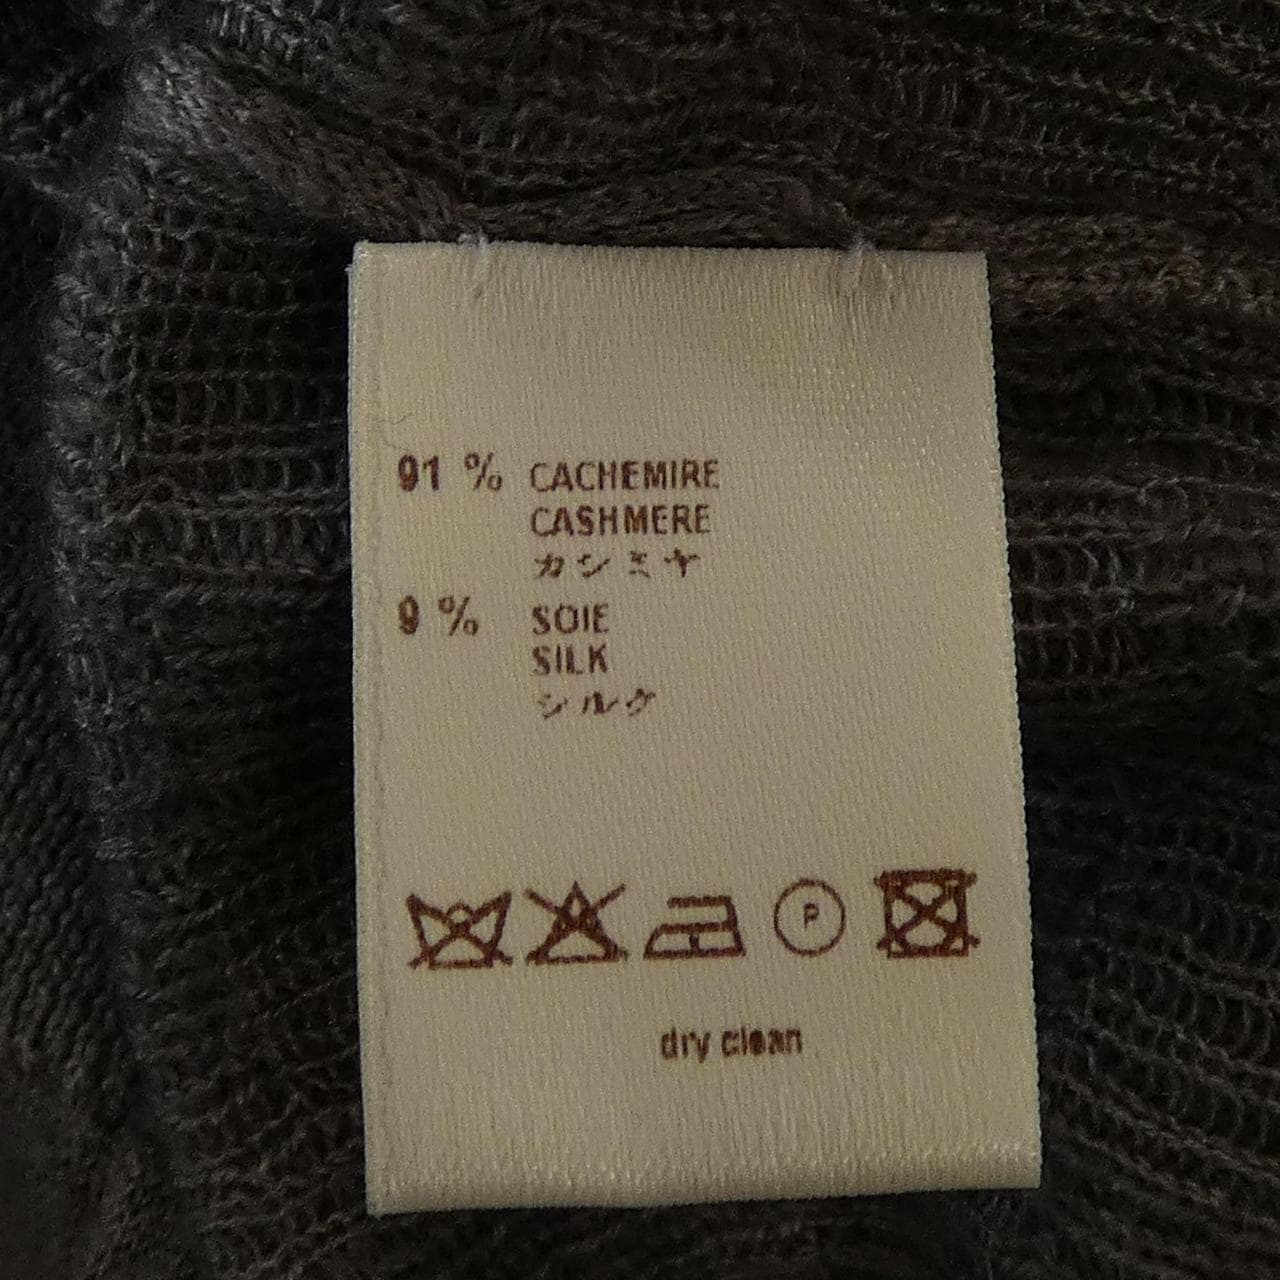 91 % CACHEMIRE
CASHMERE
カシミヤ
9 % SOIE
SILK
シルク
P
dry clean